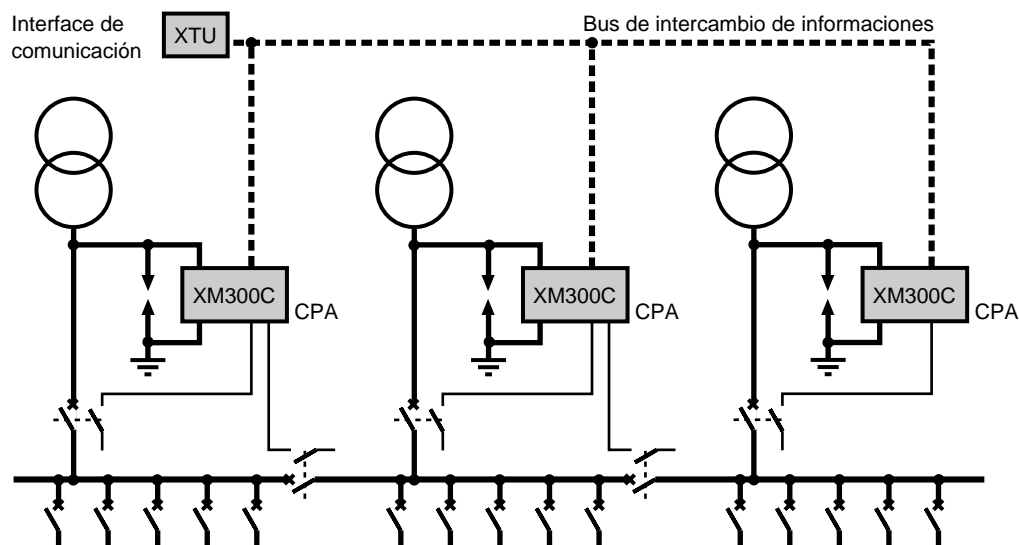 Interface de
comunicación
XTU
Bus de intercambio de informaciones
XM300C
CPA
XM300C
CPA
XM300C
CPA